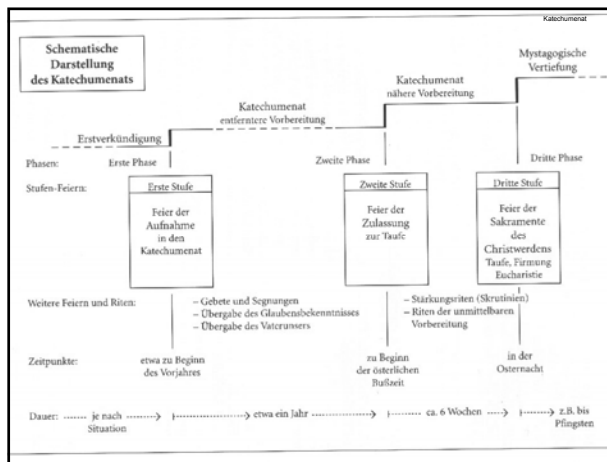 Katechumenat
Schematische
Darstellung
des Katechumenats
Mystagogische
Vertiefung
Katechumenat
nähere Vorbereitung
Katechumenat
entferntere Vorbereitung
Erstverkündigung
Phasen: Erste Phase Zweite Phase Dritte Phase
Stufen-Feiern:
Erste Stufe
Feier der
Aufnahme
in den
Katechumenat
Zweite Stufe
Feier der
Zulassung
zur Taufe
Dritte Stufe
Feier der
Sakramente
des
Christwerdens
Taufe, Firmung
Eucharistie
Weitere Feiern und Riten:
– Gebete und Segnungen
– Übergabe des Glaubensbekenntnisses
– Übergabe des Vaterunsers
– Stärkungsriten (Skrutinien)
– Riten der unmittelbaren
Vorbereitung
Zeitpunkte:
etwa zu Beginn
des Vorjahres
zu Beginn
der österlichen
Bußzeit
in der
Osternacht
Dauer: je nach
Situation
etwa ein Jahr
ca. 6 Wochen
z.B. bis
Pfingsten